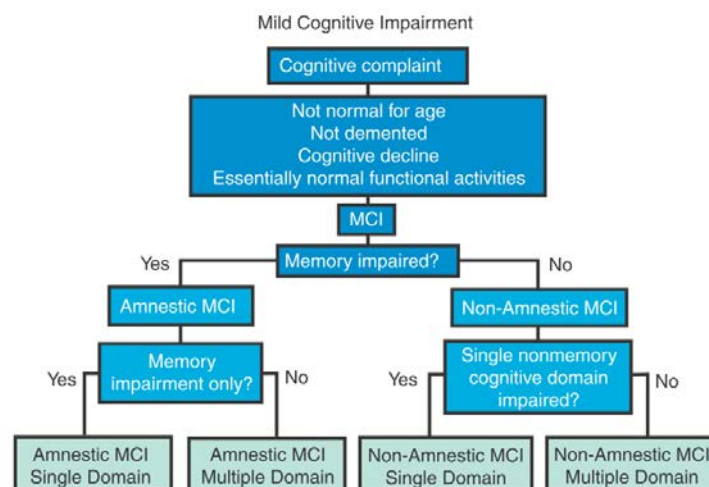 Mild Cognitive Impairment
Cognitive complaint
Not normal for age
Not demented
Cognitive decline
Essentially normal functional activities
MCI
Yes
Memory impaired?
No
Amnestic MCI
Non-Amnestic MCI
Yes
Memory
impairment only?
No
Yes
Single nonmemory
cognitive domain
impaired?
No
Amnestic MCI
Single Domain
Amnestic MCI
Multiple Domain
Non-Amnestic MCI
Single Domain
Non-Amnestic MCI
Multiple Domain